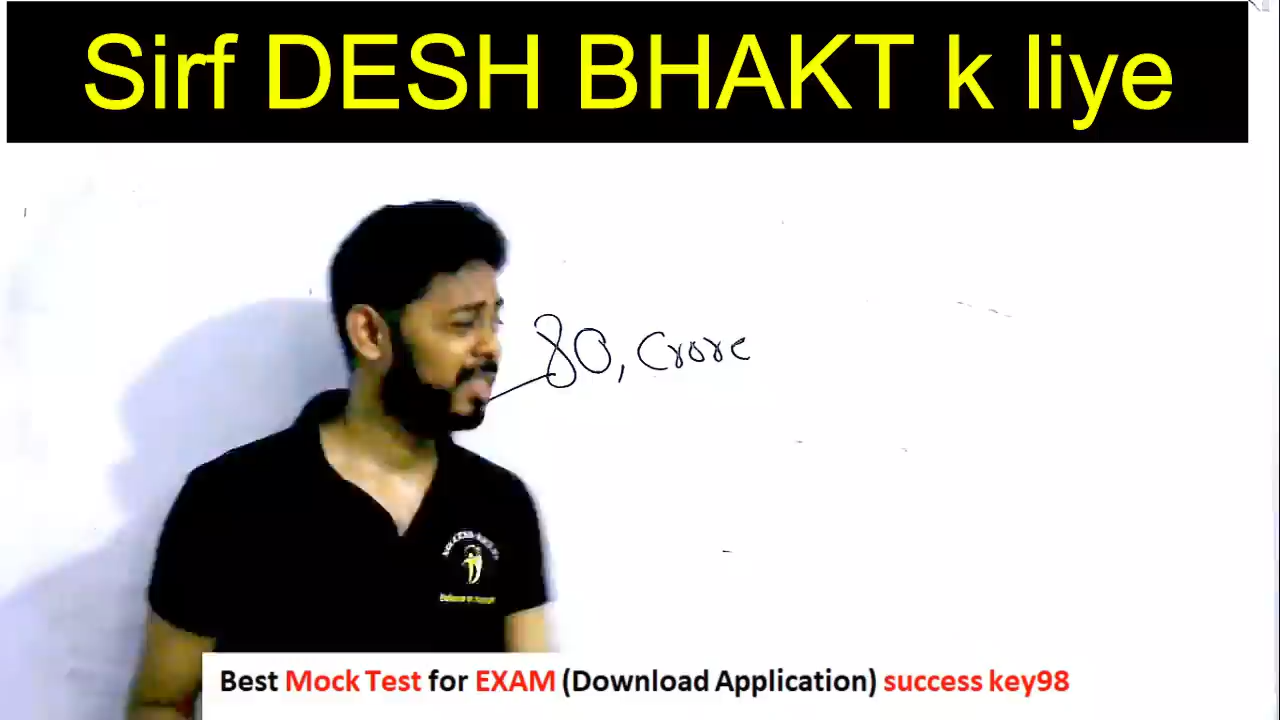 Sirf DESH BHAKT k liye
80, Crore
Best Mock Test for EXAM (Download Application) success key98